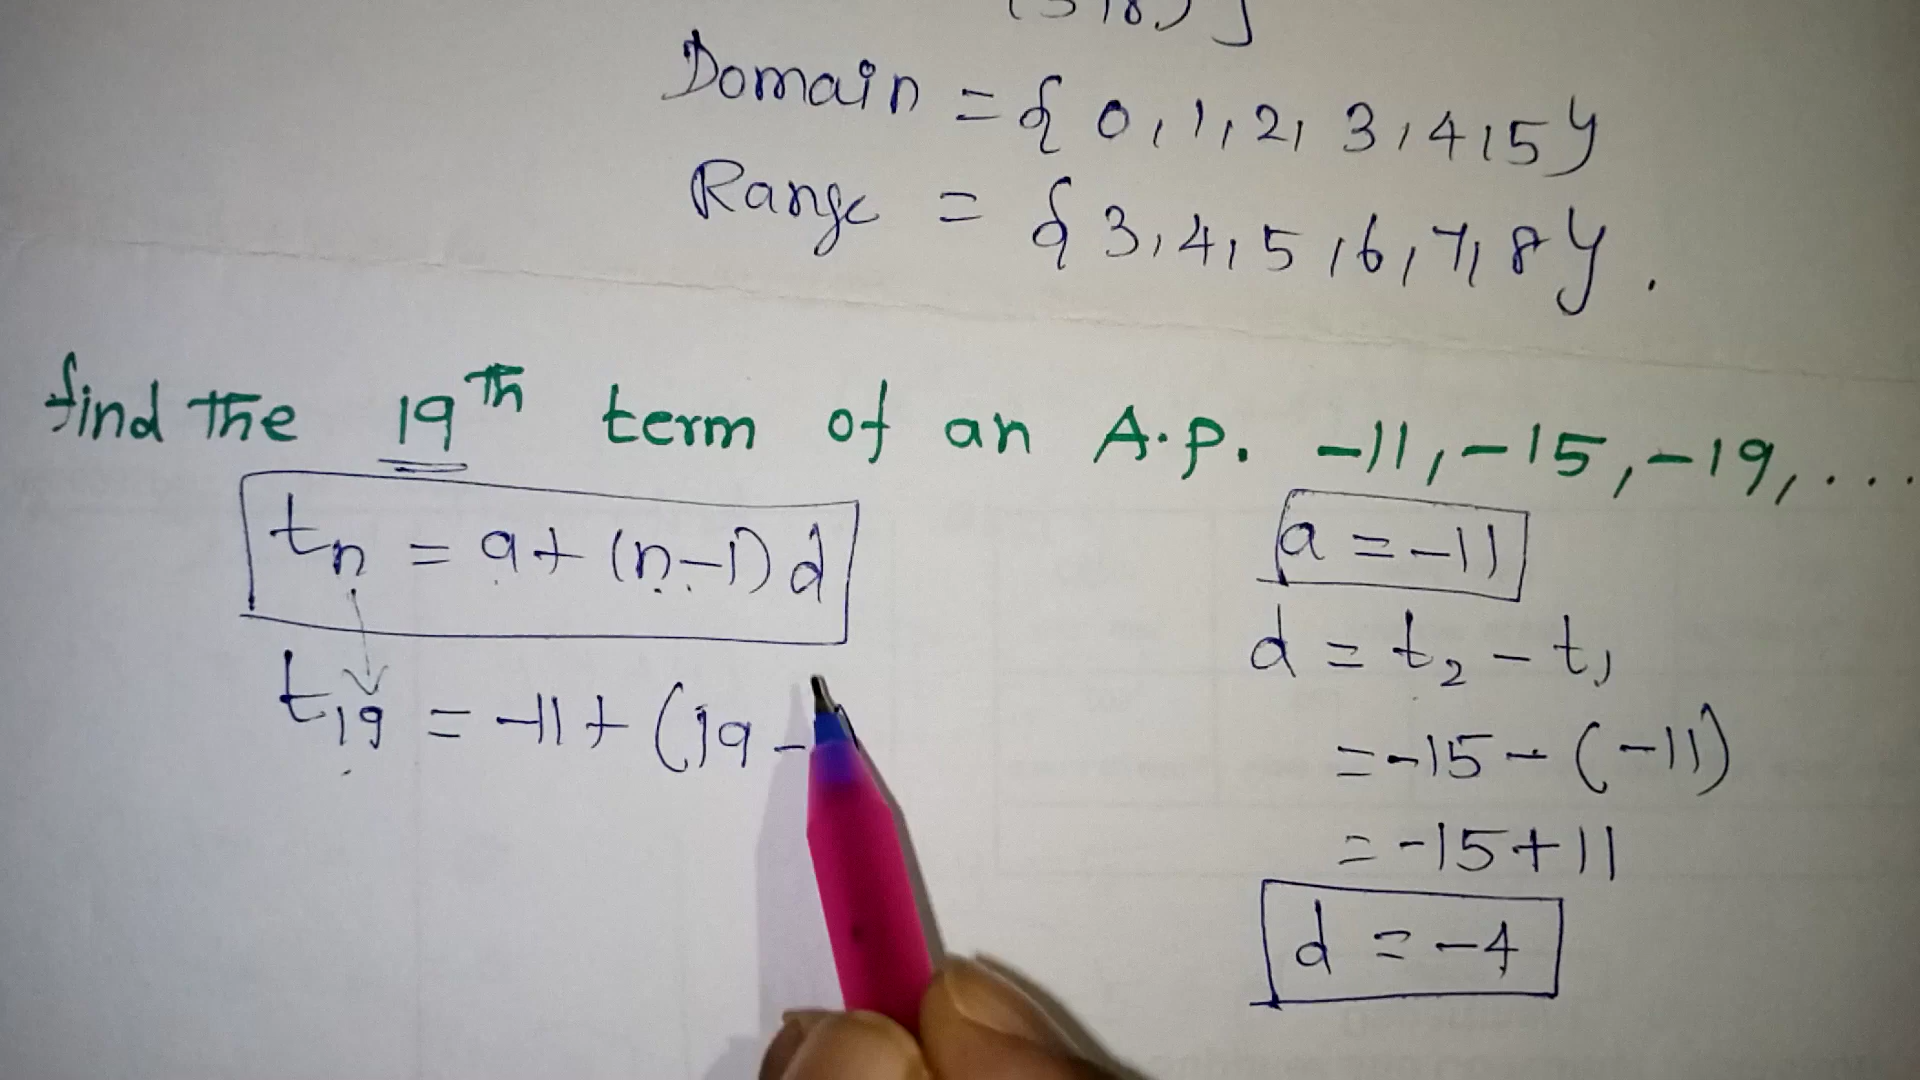 Domain = { 0, 1, 2, 3, 4, 5 }
Range = { 3, 4, 5, 6, 7, 8 }.
find the 19th term of an A.P. -11, -15, -19, ...
tn = a + (n-1) d
a = -11
d = t2 - t1
t19 = -11 + (19 -
= -15 - (-11)
= -15 + 11
d = -4